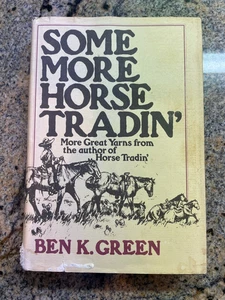 SOME
MORE
HORSE
TRADIN'
More Great Yarns from
the author of
Horse Tradin'
BEN K. GREEN